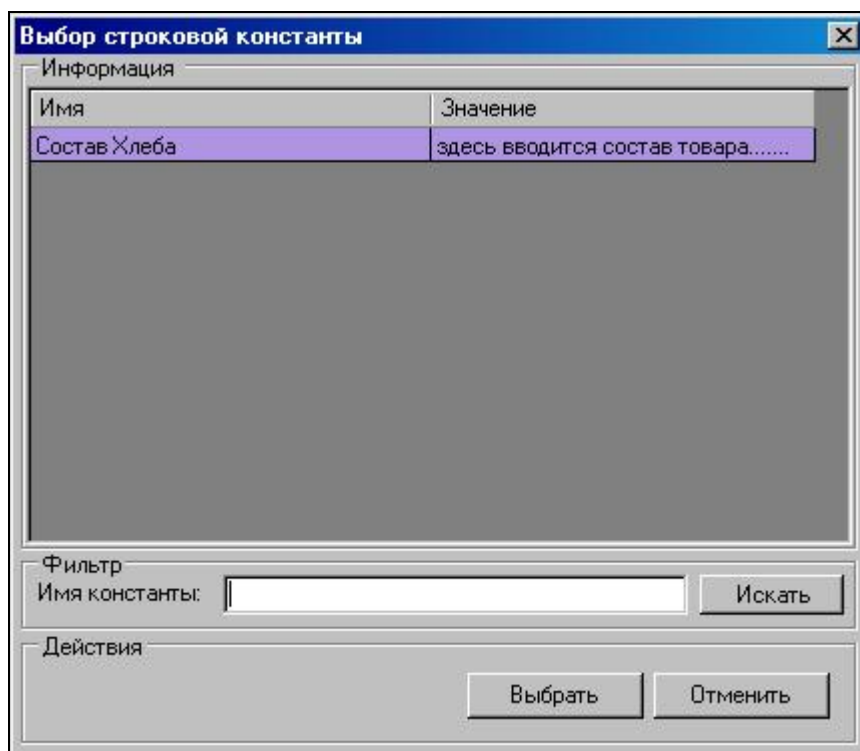 Выбор строковой константы
Информация
Имя Значение
Состав Хлеба здесь вводится состав товара.......
Фильтр
Имя константы: Искать
Действия
Выбрать Отменить